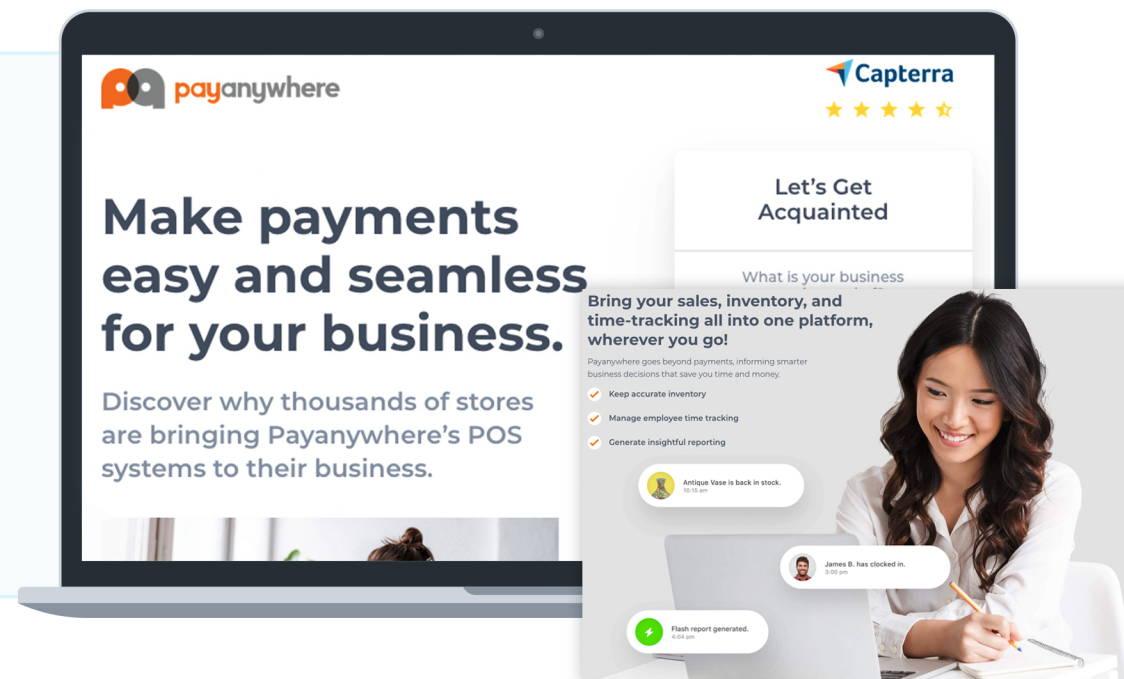 payanywhere
Capterra
Let's Get
Acquainted
What is your business
Make payments
easy and seamless
for your business.
Discover why thousands of stores
are bringing Payanywhere's POS
systems to their business.
Bring your sales, inventory, and
time-tracking all into one platform,
wherever you go!
Payanywhere goes beyond payments, informing smarter
business decisions that save you time and money.
Keep accurate inventory
Manage employee time tracking
Generate insightful reporting
Antique Vase is back in stock.
10:15 am
James B. has clocked in.
3:00 pm
Flash report generated.
4:04 pm